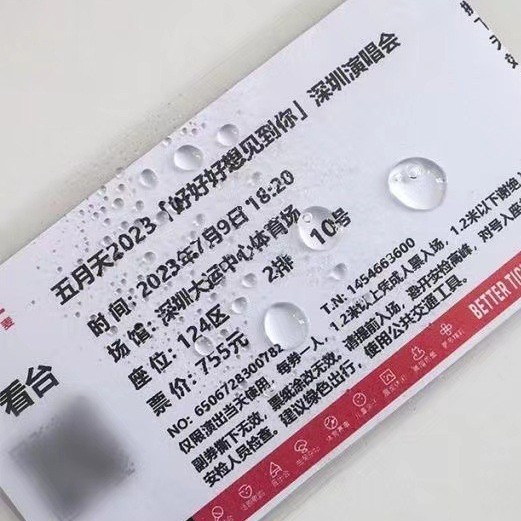 五月天2023「好好好想见到你」深圳演唱会
时间: 2023年7月9日 18:20
场馆: 深圳大运中心体育场
座位: 124区 2排 10号
票价: 755元
NO: 6506728300782 T.N: 1454663600
仅限演出当天使用，每券一人，1.2米以上凭成人票入场，1.2米以下谢绝入
副券撕下无效，票纸涂改无效。请提前入场，避开安检高峰，对号入座
安检人员检查。建议绿色出行，使用公共交通工具。
看台
BETTER TIC